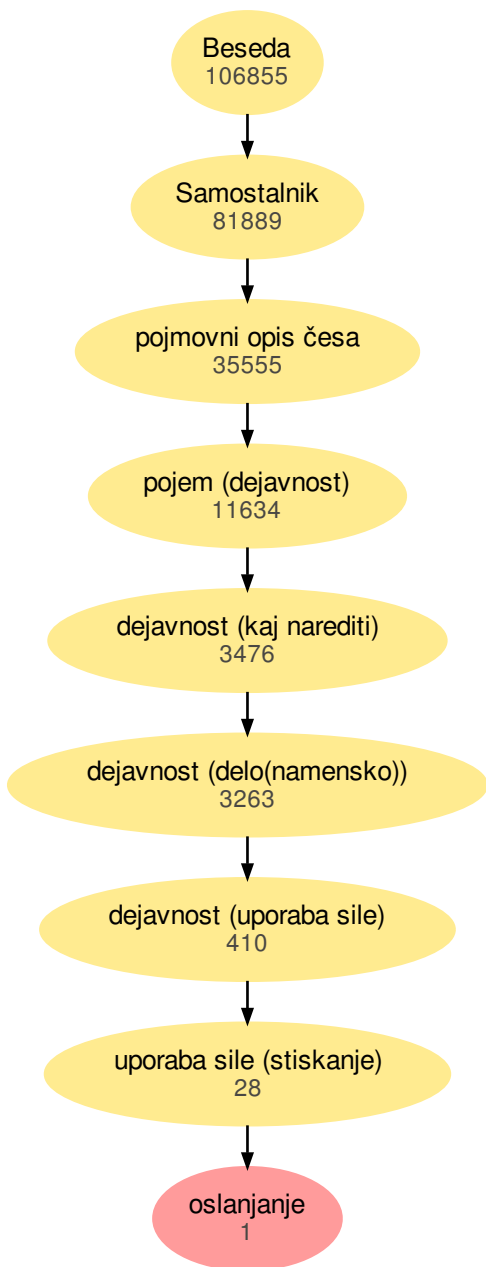 Beseda
106855
Samostalnik
81889
pojmovni opis česa
35555
pojem (dejavnost)
11634
dejavnost (kaj narediti)
3476
dejavnost (delo(namensko))
3263
dejavnost (uporaba sile)
410
uporaba sile (stiskanje)
28
oslanjanje
1